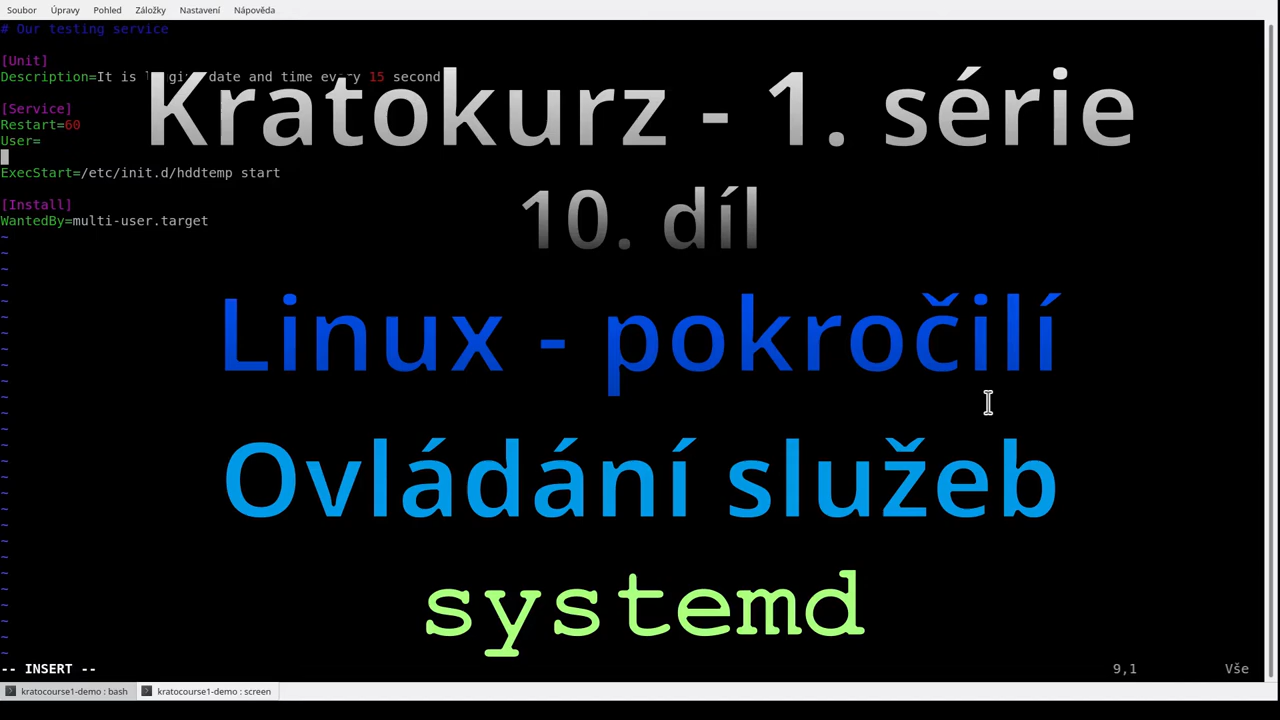 Soubor Úpravy Pohled Záložky Nastavení Nápověda
# Our testing service
[Unit]
Description=It is date and time every 15 second
[Service]
Restart=60
User=
ExecStart=/etc/init.d/hddtemp start
[Install]
WantedBy=multi-user.target
Kratokurz - 1. série
10. díl
Linux - pokročilí
Ovládání služeb
systemd
-- INSERT -- 9,1 Vše
kratocourse1-demo : bash kratocourse1-demo : screen